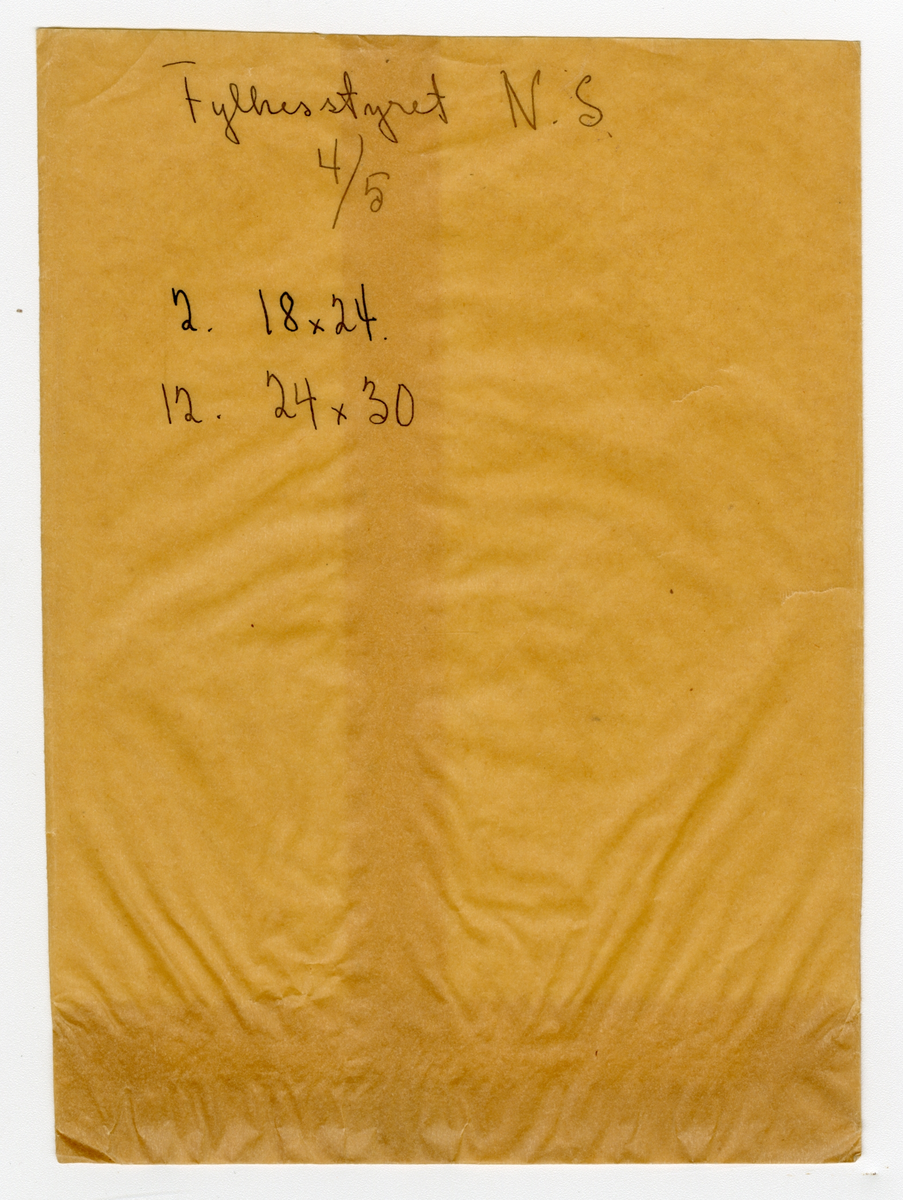 Fylkesstyret N.S.
4/5
2. 18x24.
12. 24x30